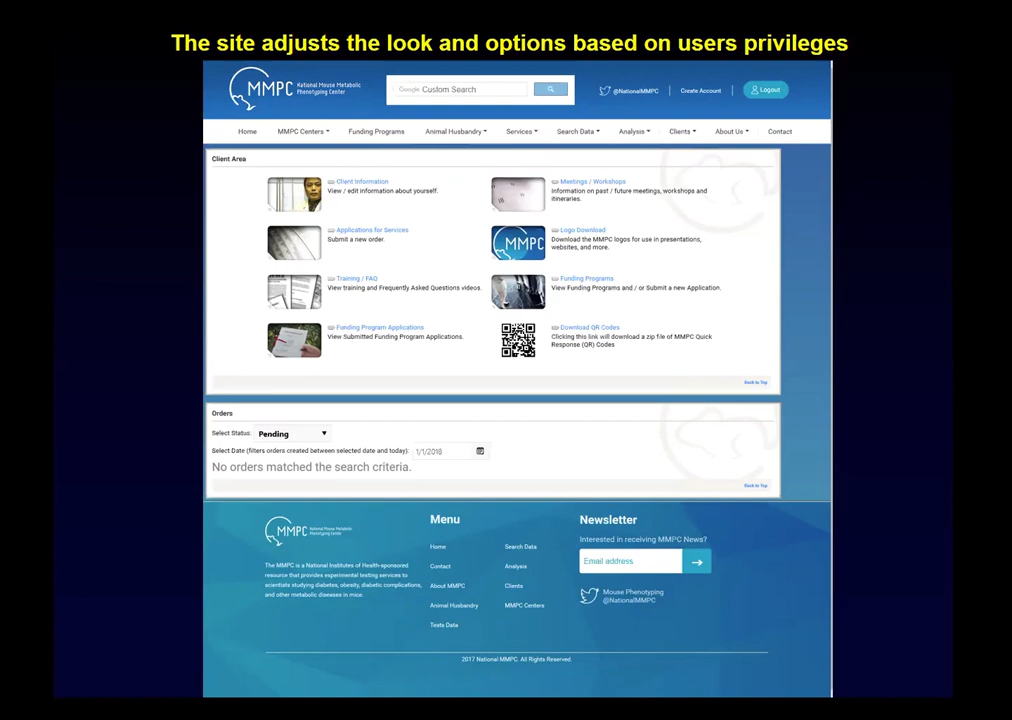 The site adjusts the look and options based on users privileges
MMPC National Mouse Metabolic
Phenotyping Center
Google Custom Search
@NationalMMPC | Create Account | Logout
Home MMPC Centers Funding Programs Animal Husbandry Services Search Data Analysis Clients About Us Contact
Client Area
Client Information
View / edit information about yourself.
Meetings / Workshops
Information on past / future meetings, workshops and
itineraries.
Applications for Services
Submit a new order.
Logo Download
Download the MMPC logos for use in presentations,
websites, and more.
MMPC
Training / FAQ
View training and Frequently Asked Questions videos.
Funding Programs
View Funding Programs and / or Submit a new Application.
Funding Program Applications
View Submitted Funding Program Applications.
Download QR Codes
Clicking this link will download a zip file of MMPC Quick
Response (QR) Codes
Back to Top
Orders
Select Status: Pending
Select Date (filters orders created between selected date and today): 1/1/2018
No orders matched the search criteria.
Back to Top
MMPC National Mouse Metabolic
Phenotyping Center
The MMPC is a National Institutes of Health-sponsored
resource that provides experimental testing services to
scientists studying diabetes, obesity, diabetic complications,
and other metabolic diseases in mice.
Menu
Home Search Data
Contact Analysis
About MMPC Clients
Animal Husbandry MMPC Centers
Tests Data
Newsletter
Interested in receiving MMPC News?
Email address
Mouse Phenotyping
@NationalMMPC
2017 National MMPC. All Rights Reserved.